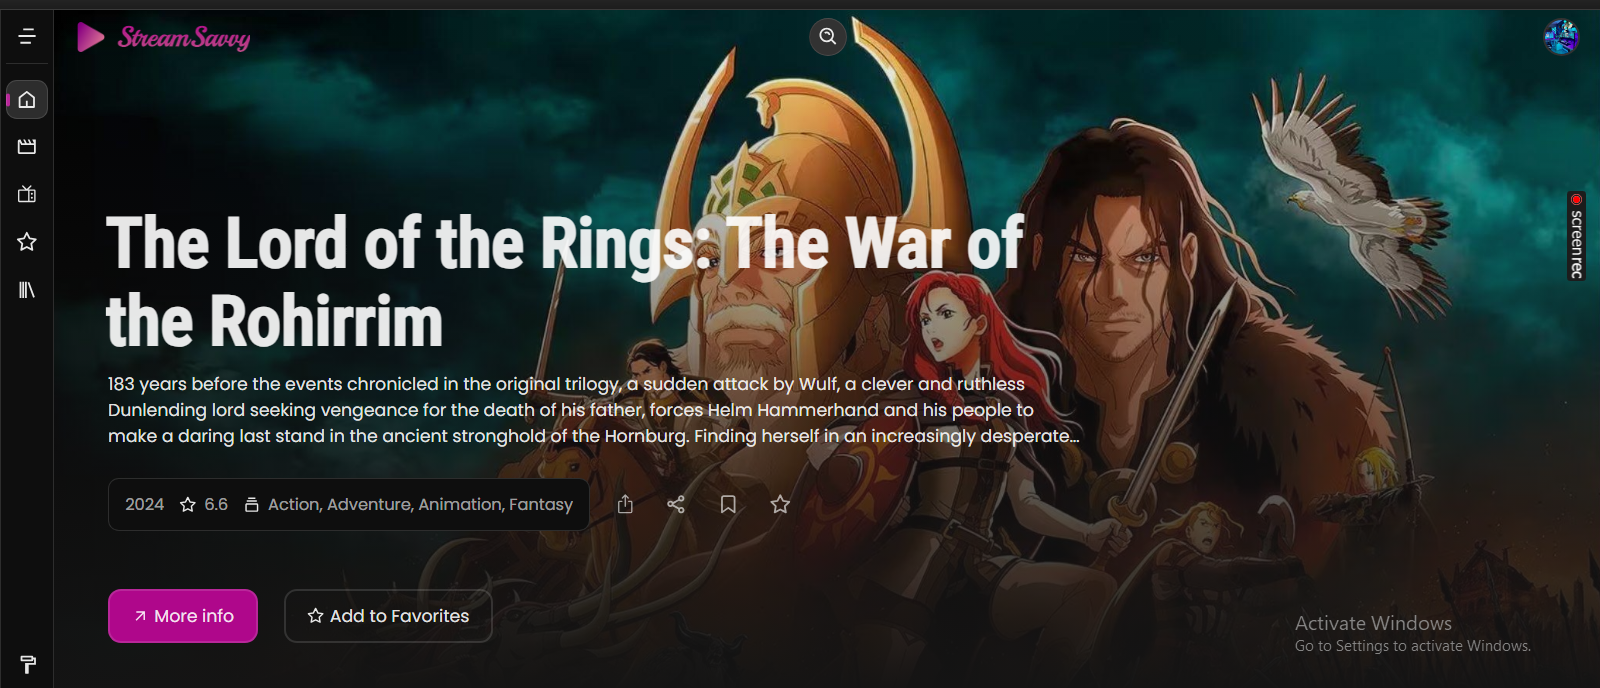 StreamSavvy
The Lord of the Rings: The War of
the Rohirrim
183 years before the events chronicled in the original trilogy, a sudden attack by Wulf, a clever and ruthless
Dunlending lord seeking vengeance for the death of his father, forces Helm Hammerhand and his people to
make a daring last stand in the ancient stronghold of the Hornburg. Finding herself in an increasingly desperate...
2024 6.6 Action, Adventure, Animation, Fantasy
More info
Add to Favorites
screenrec
Activate Windows
Go to Settings to activate Windows.